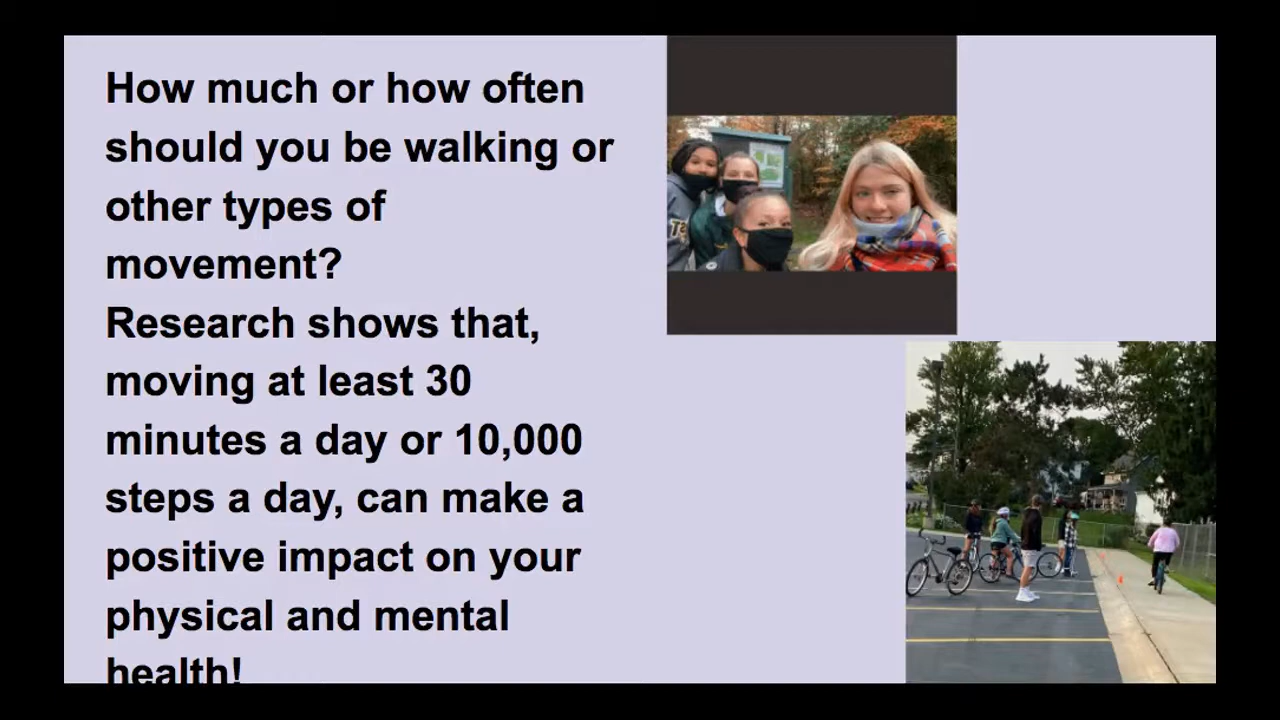 How much or how often
should you be walking or
other types of
movement?
Research shows that,
moving at least 30
minutes a day or 10,000
steps a day, can make a
positive impact on your
physical and mental
health!